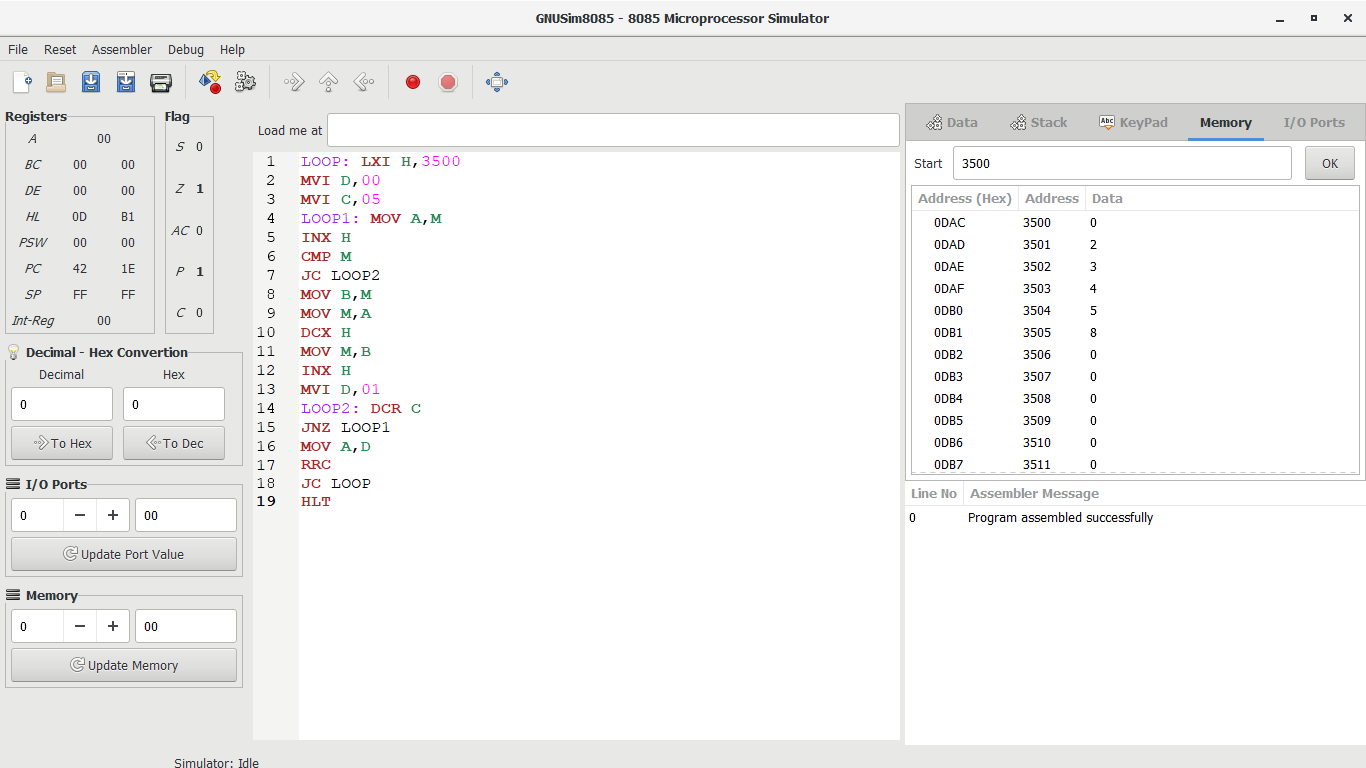 GNUSim8085 - 8085 Microprocessor Simulator
File Reset Assembler Debug Help
Registers
A 00
BC 00 00
DE 00 00
HL 0D B1
PSW 00 00
PC 42 1E
SP FF FF
Int-Reg 00
Flag
S 0
Z 1
AC 0
P 1
C 0
Decimal - Hex Convertion
Decimal Hex
0 0
To Hex To Dec
I/O Ports
0 − + 00
Update Port Value
Memory
0 − + 00
Update Memory
Load me at
1 LOOP: LXI H,3500
2 MVI D,00
3 MVI C,05
4 LOOP1: MOV A,M
5 INX H
6 CMP M
7 JC LOOP2
8 MOV B,M
9 MOV M,A
10 DCX H
11 MOV M,B
12 INX H
13 MVI D,01
14 LOOP2: DCR C
15 JNZ LOOP1
16 MOV A,D
17 RRC
18 JC LOOP
19 HLT
Data Stack Abc KeyPad Memory I/O Ports
Start 3500 OK
Address (Hex) Address Data
0DAC 3500 0
0DAD 3501 2
0DAE 3502 3
0DAF 3503 4
0DB0 3504 5
0DB1 3505 8
0DB2 3506 0
0DB3 3507 0
0DB4 3508 0
0DB5 3509 0
0DB6 3510 0
0DB7 3511 0
Line No Assembler Message
0 Program assembled successfully
Simulator: Idle